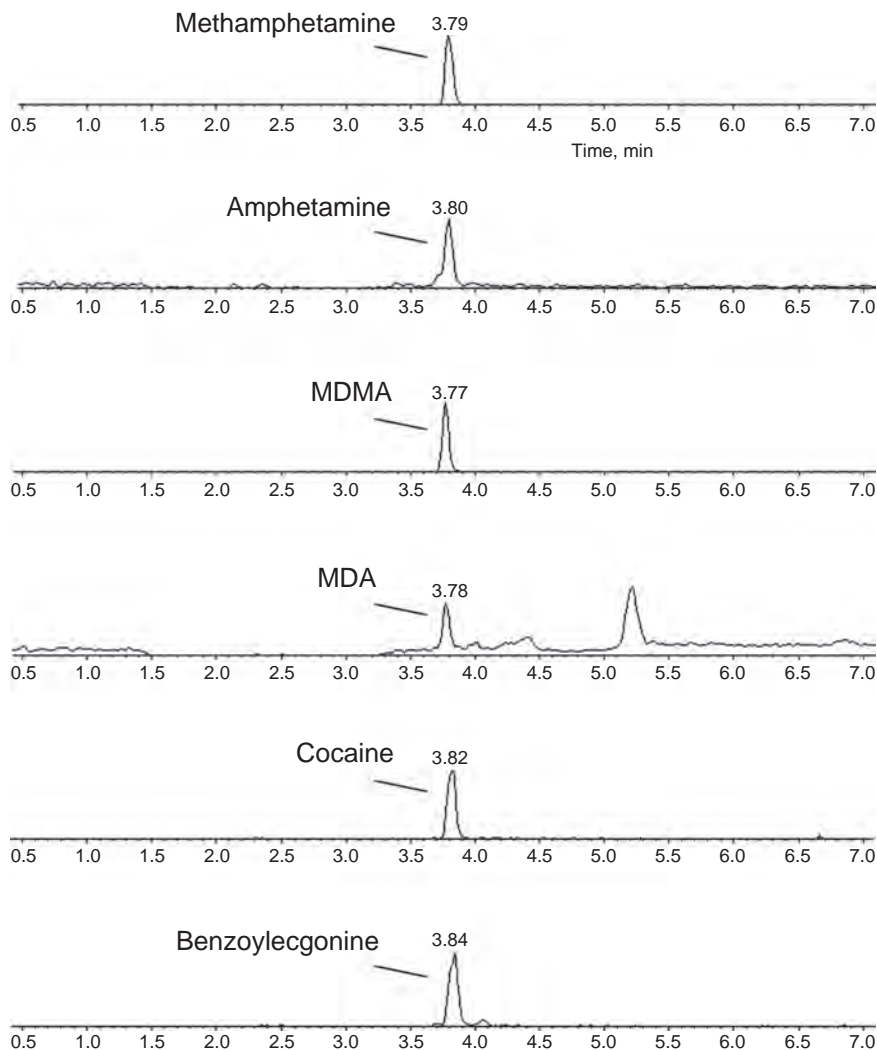 Methamphetamine 3.79
0.5 1.0 1.5 2.0 2.5 3.0 3.5 4.0 4.5 5.0 5.5 6.0 6.5 7.0
Time, min
Amphetamine 3.80
0.5 1.0 1.5 2.0 2.5 3.0 3.5 4.0 4.5 5.0 5.5 6.0 6.5 7.0
MDMA 3.77
0.5 1.0 1.5 2.0 2.5 3.0 3.5 4.0 4.5 5.0 5.5 6.0 6.5 7.0
MDA 3.78
0.5 1.0 1.5 2.0 2.5 3.0 3.5 4.0 4.5 5.0 5.5 6.0 6.5 7.0
Cocaine 3.82
0.5 1.0 1.5 2.0 2.5 3.0 3.5 4.0 4.5 5.0 5.5 6.0 6.5 7.0
Benzoylecgonine 3.84
0.5 1.0 1.5 2.0 2.5 3.0 3.5 4.0 4.5 5.0 5.5 6.0 6.5 7.0